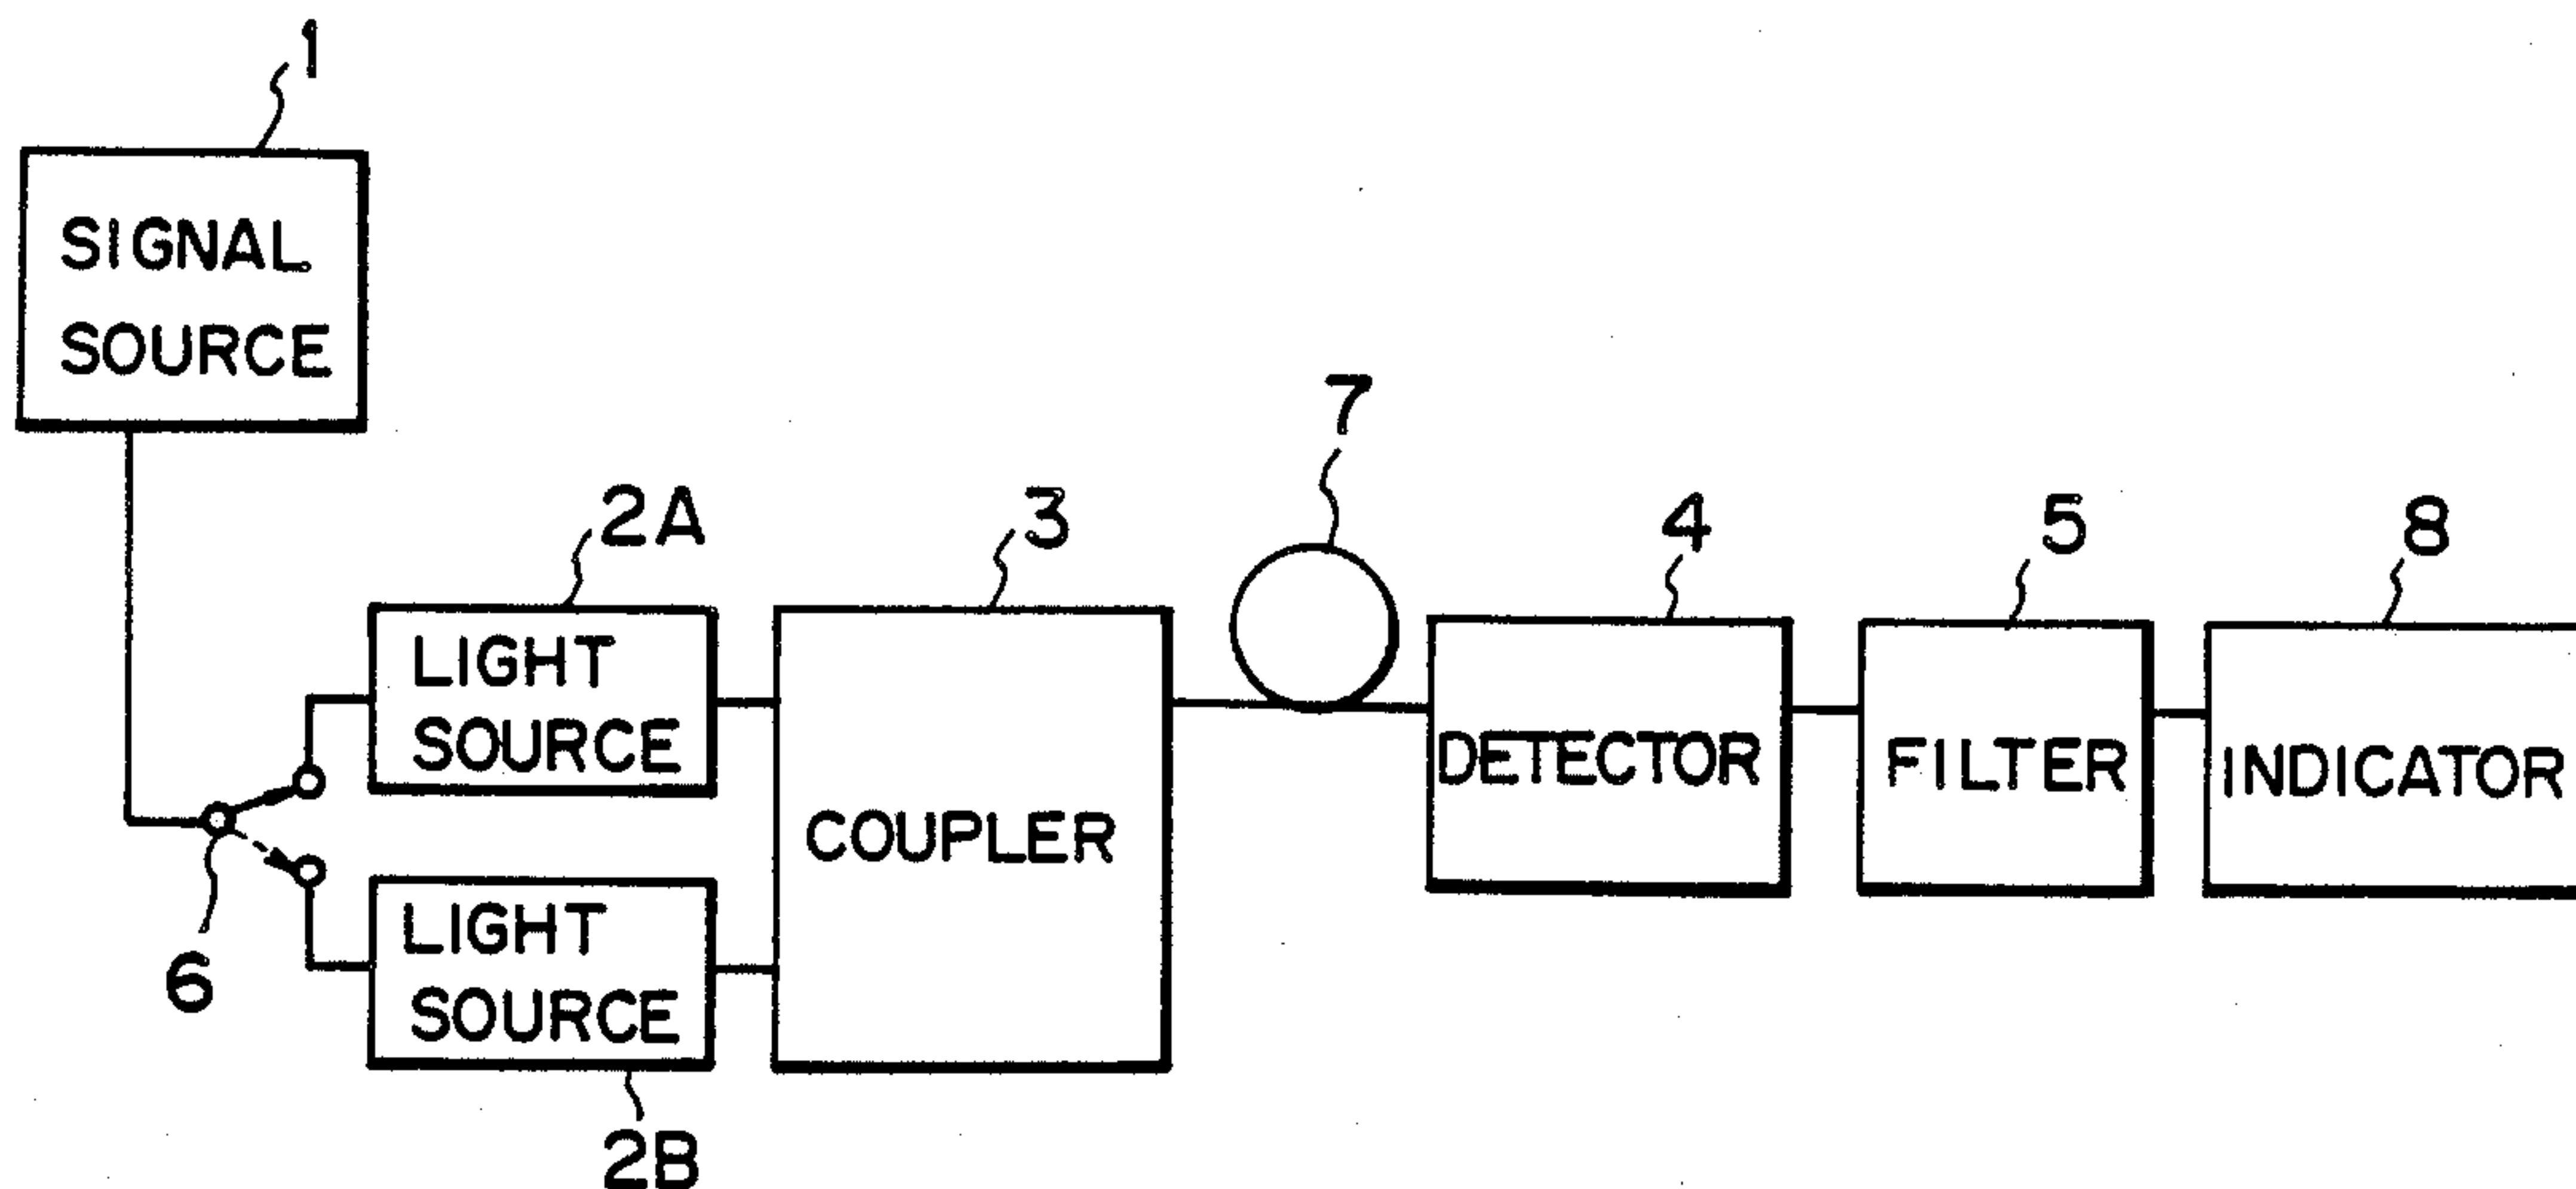 1
SIGNAL
SOURCE
7
2A
3
4
5
8
LIGHT
SOURCE
COUPLER
DETECTOR
FILTER
INDICATOR
6
LIGHT
SOURCE
2B